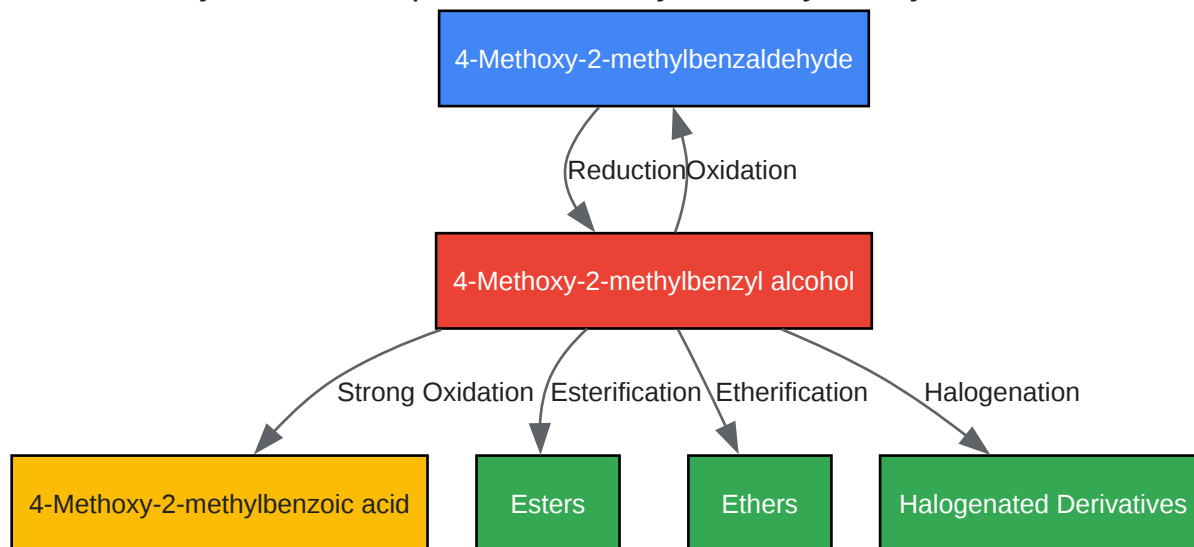 4-Methoxy-2-methylbenzaldehyde
Reduction
Oxidation
4-Methoxy-2-methylbenzyl alcohol
Strong Oxidation
Esterification
Etherification
Halogenation
4-Methoxy-2-methylbenzoic acid
Esters
Ethers
Halogenated Derivatives